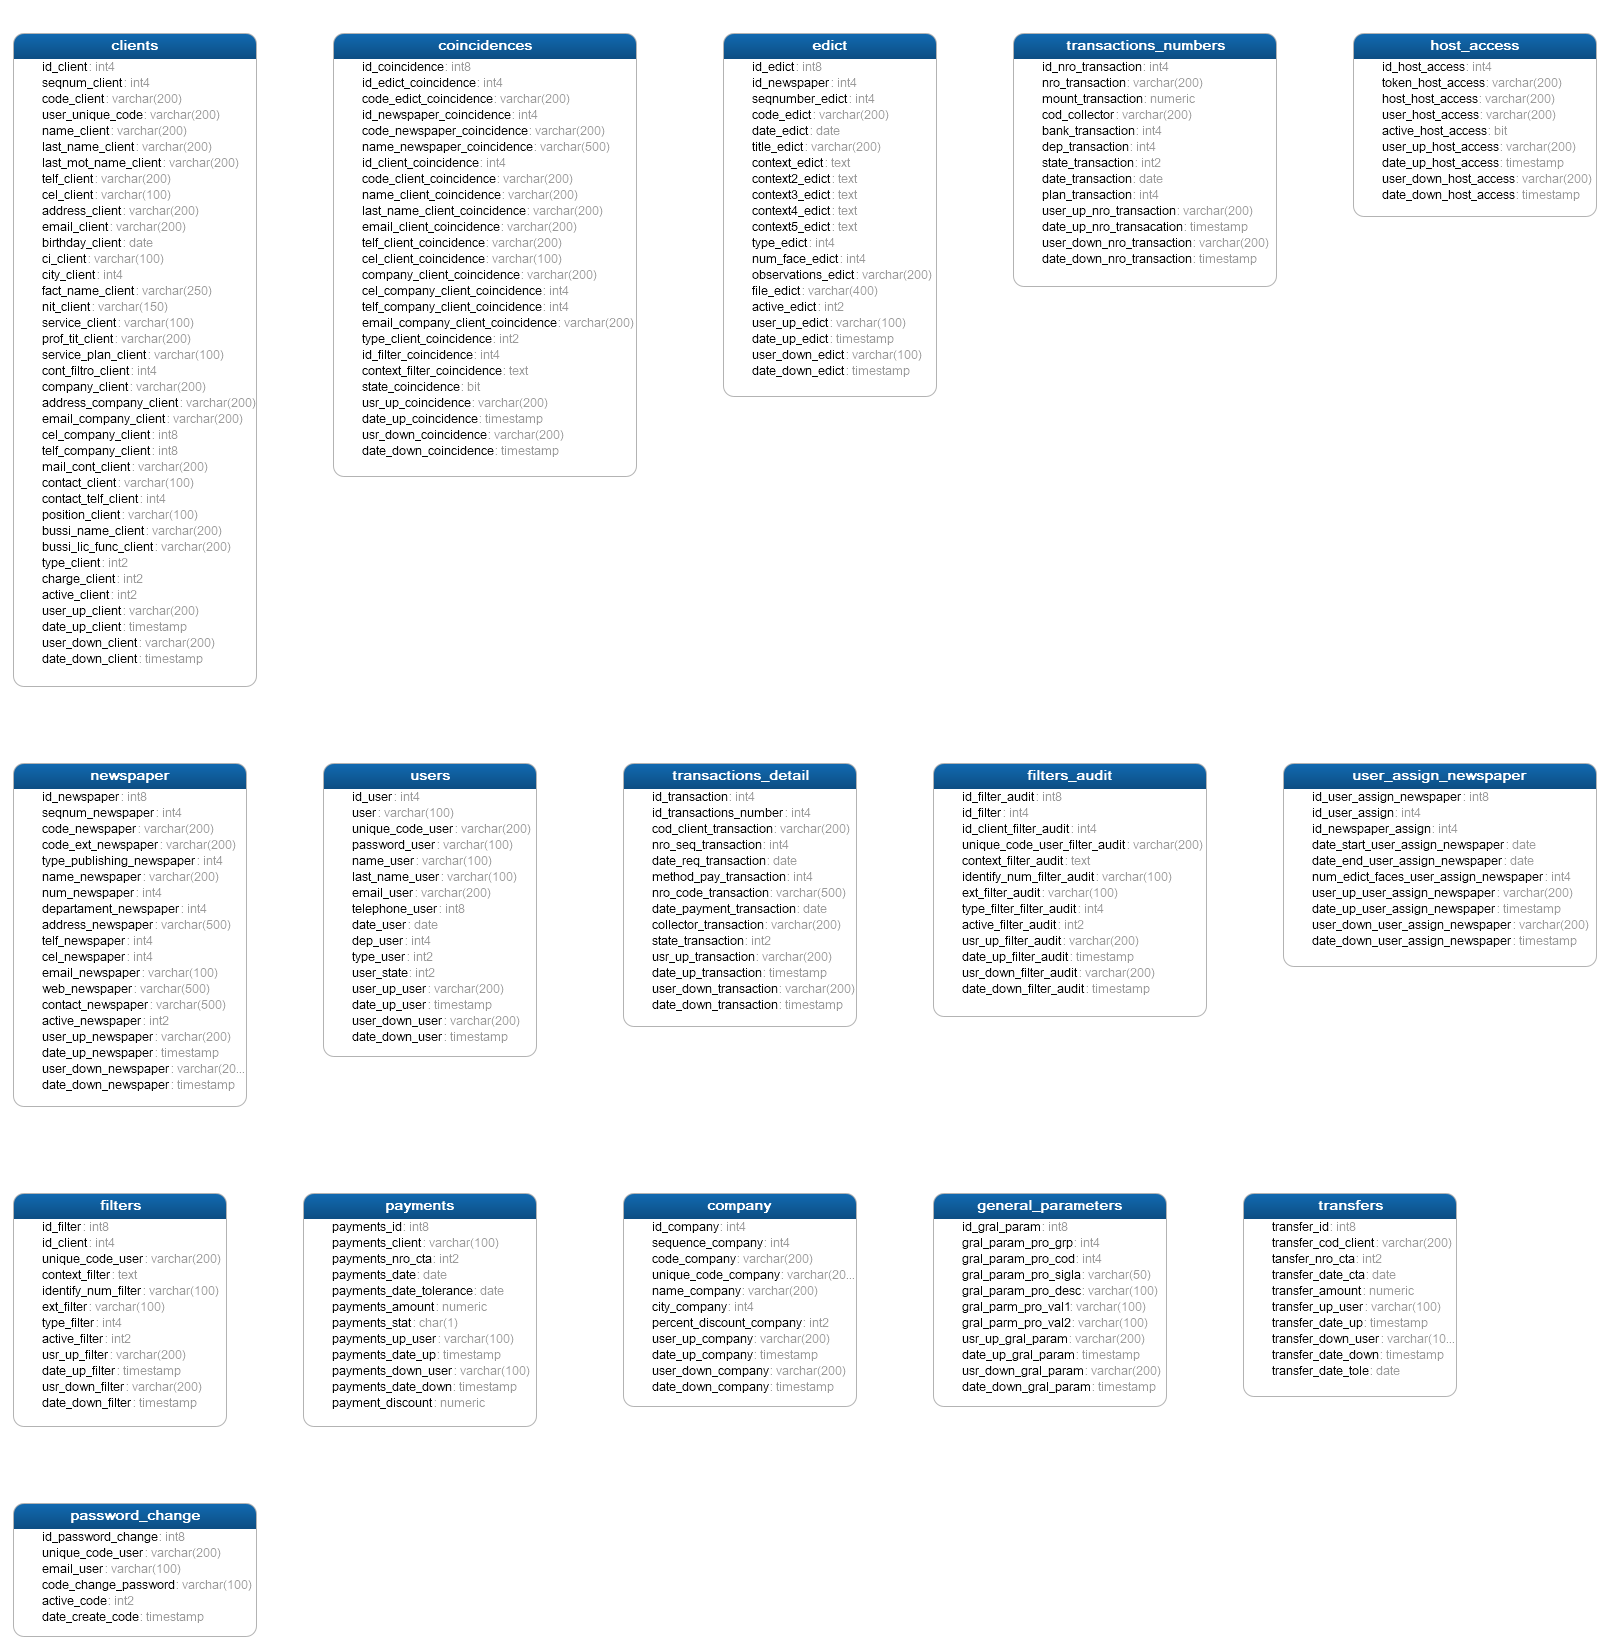 clients
id_client: int4
seqnum_client: int4
code_client: varchar(200)
user_unique_code: varchar(200)
name_client: varchar(200)
last_name_client: varchar(200)
last_mot_name_client: varchar(200)
telf_client: varchar(200)
cel_client: varchar(100)
address_client: varchar(200)
email_client: varchar(200)
birthday_client: date
ci_client: varchar(100)
city_client: int4
fact_name_client: varchar(250)
nit_client: varchar(150)
service_client: varchar(100)
prof_tit_client: varchar(200)
service_plan_client: varchar(100)
cont_filtro_client: int4
company_client: varchar(200)
address_company_client: varchar(200)
email_company_client: varchar(200)
cel_company_client: int8
telf_company_client: int8
mail_cont_client: varchar(200)
contact_client: varchar(100)
contact_telf_client: int4
position_client: varchar(100)
bussi_name_client: varchar(200)
bussi_lic_func_client: varchar(200)
type_client: int2
charge_client: int2
active_client: int2
user_up_client: varchar(200)
date_up_client: timestamp
user_down_client: varchar(200)
date_down_client: timestamp
coincidences
id_coincidence: int8
id_edict_coincidence: int4
code_edict_coincidence: varchar(200)
id_newspaper_coincidence: int4
code_newspaper_coincidence: varchar(200)
name_newspaper_coincidence: varchar(500)
id_client_coincidence: int4
code_client_coincidence: varchar(200)
name_client_coincidence: varchar(200)
last_name_client_coincidence: varchar(200)
email_client_coincidence: varchar(200)
telf_client_coincidence: varchar(200)
cel_client_coincidence: varchar(100)
company_client_coincidence: varchar(200)
cel_company_client_coincidence: int4
telf_company_client_coincidence: int4
email_company_client_coincidence: varchar(200)
type_client_coincidence: int2
id_filter_coincidence: int4
context_filter_coincidence: text
state_coincidence: bit
usr_up_coincidence: varchar(200)
date_up_coincidence: timestamp
usr_down_coincidence: varchar(200)
date_down_coincidence: timestamp
edict
id_edict: int8
id_newspaper: int4
seqnumber_edict: int4
code_edict: varchar(200)
date_edict: date
title_edict: varchar(200)
context_edict: text
context2_edict: text
context3_edict: text
context4_edict: text
context5_edict: text
type_edict: int4
num_face_edict: int4
observations_edict: varchar(200)
file_edict: varchar(400)
active_edict: int2
user_up_edict: varchar(100)
date_up_edict: timestamp
user_down_edict: varchar(100)
date_down_edict: timestamp
transactions_numbers
id_nro_transaction: int4
nro_transaction: varchar(200)
mount_transaction: numeric
cod_collector: varchar(200)
bank_transaction: int4
dep_transaction: int4
state_transaction: int2
date_transaction: date
plan_transaction: int4
user_up_nro_transaction: varchar(200)
date_up_nro_transacation: timestamp
user_down_nro_transaction: varchar(200)
date_down_nro_transaction: timestamp
host_access
id_host_access: int4
token_host_access: varchar(200)
host_host_access: varchar(200)
user_host_access: varchar(200)
active_host_access: bit
user_up_host_access: varchar(200)
date_up_host_access: timestamp
user_down_host_access: varchar(200)
date_down_host_access: timestamp
newspaper
id_newspaper: int8
seqnum_newspaper: int4
code_newspaper: varchar(200)
code_ext_newspaper: varchar(200)
type_publishing_newspaper: int4
name_newspaper: varchar(200)
num_newspaper: int4
departament_newspaper: int4
address_newspaper: varchar(500)
telf_newspaper: int4
cel_newspaper: int4
email_newspaper: varchar(100)
web_newspaper: varchar(500)
contact_newspaper: varchar(500)
active_newspaper: int2
user_up_newspaper: varchar(200)
date_up_newspaper: timestamp
user_down_newspaper: varchar(20...
date_down_newspaper: timestamp
users
id_user: int4
user: varchar(100)
unique_code_user: varchar(200)
password_user: varchar(100)
name_user: varchar(100)
last_name_user: varchar(100)
email_user: varchar(200)
telephone_user: int8
date_user: date
dep_user: int4
type_user: int2
user_state: int2
user_up_user: varchar(200)
date_up_user: timestamp
user_down_user: varchar(200)
date_down_user: timestamp
transactions_detail
id_transaction: int4
id_transactions_number: int4
cod_client_transaction: varchar(200)
nro_seq_transaction: int4
date_req_transaction: date
method_pay_transaction: int4
nro_code_transaction: varchar(500)
date_payment_transaction: date
collector_transaction: varchar(200)
state_transaction: int2
usr_up_transaction: varchar(200)
date_up_transaction: timestamp
user_down_transaction: varchar(200)
date_down_transaction: timestamp
filters_audit
id_filter_audit: int8
id_filter: int4
id_client_filter_audit: int4
unique_code_user_filter_audit: varchar(200)
context_filter_audit: text
identify_num_filter_audit: varchar(100)
ext_filter_audit: varchar(100)
type_filter_filter_audit: int4
active_filter_audit: int2
usr_up_filter_audit: varchar(200)
date_up_filter_audit: timestamp
usr_down_filter_audit: varchar(200)
date_down_filter_audit: timestamp
user_assign_newspaper
id_user_assign_newspaper: int8
id_user_assign: int4
id_newspaper_assign: int4
date_start_user_assign_newspaper: date
date_end_user_assign_newspaper: date
num_edict_faces_user_assign_newspaper: int4
user_up_user_assign_newspaper: varchar(200)
date_up_user_assign_newspaper: timestamp
user_down_user_assign_newspaper: varchar(200)
date_down_user_assign_newspaper: timestamp
filters
id_filter: int8
id_client: int4
unique_code_user: varchar(200)
context_filter: text
identify_num_filter: varchar(100)
ext_filter: varchar(100)
type_filter: int4
active_filter: int2
usr_up_filter: varchar(200)
date_up_filter: timestamp
usr_down_filter: varchar(200)
date_down_filter: timestamp
payments
payments_id: int8
payments_client: varchar(100)
payments_nro_cta: int2
payments_date: date
payments_date_tolerance: date
payments_amount: numeric
payments_stat: char(1)
payments_up_user: varchar(100)
payments_date_up: timestamp
payments_down_user: varchar(100)
payments_date_down: timestamp
payment_discount: numeric
company
id_company: int4
sequence_company: int4
code_company: varchar(200)
unique_code_company: varchar(20...
name_company: varchar(200)
city_company: int4
percent_discount_company: int2
user_up_company: varchar(200)
date_up_company: timestamp
user_down_company: varchar(200)
date_down_company: timestamp
general_parameters
id_gral_param: int8
gral_param_pro_grp: int4
gral_param_pro_cod: int4
gral_param_pro_sigla: varchar(50)
gral_param_pro_desc: varchar(100)
gral_parm_pro_val1: varchar(100)
gral_parm_pro_val2: varchar(100)
usr_up_gral_param: varchar(200)
date_up_gral_param: timestamp
usr_down_gral_param: varchar(200)
date_down_gral_param: timestamp
transfers
transfer_id: int8
transfer_cod_client: varchar(200)
tansfer_nro_cta: int2
transfer_date_cta: date
transfer_amount: numeric
transfer_up_user: varchar(100)
transfer_date_up: timestamp
transfer_down_user: varchar(10...
transfer_date_down: timestamp
transfer_date_tole: date
password_change
id_password_change: int8
unique_code_user: varchar(200)
email_user: varchar(100)
code_change_password: varchar(100)
active_code: int2
date_create_code: timestamp